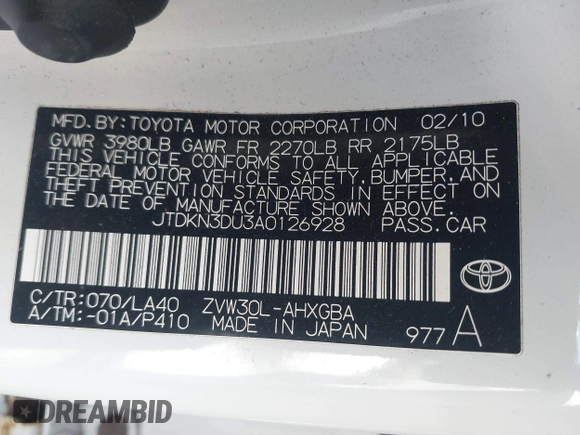 MFD. BY: TOYOTA MOTOR CORPORATION 02/10
GVWR 3980LB GAWR FR 2270LB RR 2175LB
THIS VEHICLE CONFORMS TO ALL APPLICABLE
FEDERAL MOTOR VEHICLE SAFETY, BUMPER, AND
THEFT PREVENTION STANDARDS IN EFFECT ON
THE DATE OF MANUFACTURE SHOWN ABOVE.
JTDKN3DU3A0126928 PASS.CAR
C/TR:070/LA40 ZVW30L-AHXGBA
A/TM:-01A/P410 MADE IN JAPAN
977 A
DREAMBID